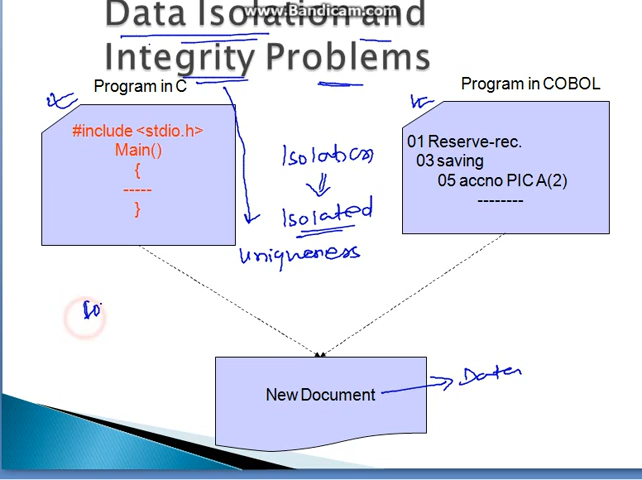 www.Bandicam.com
Data Isolation and
Integrity Problems
Program in C
Program in COBOL
#include <stdio.h>
Main()
{
-----
}
Isolation
Isolated
uniqueness
01 Reserve-rec.
03 saving
05 accno PIC A(2)
--------
New Document
Data